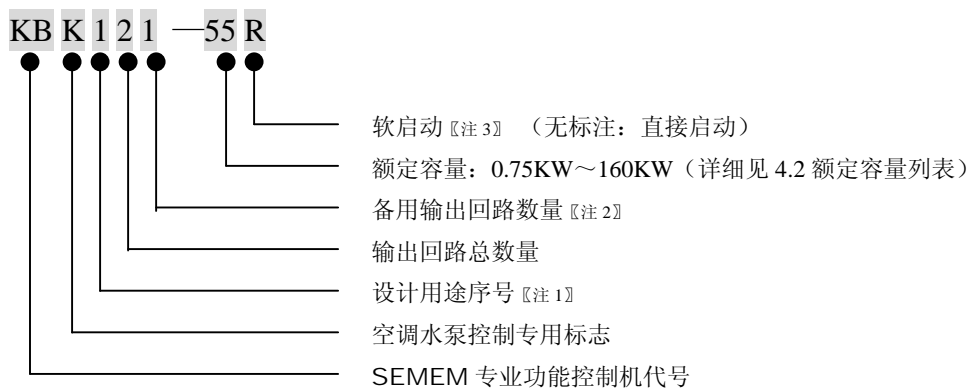 KB K 1 2 1 —55 R
软启动〖注 3〗 （无标注：直接启动）
额定容量：0.75KW～160KW（详细见 4.2 额定容量列表）
备用输出回路数量〖注 2〗
输出回路总数量
设计用途序号〖注 1〗
空调水泵控制专用标志
SEMEM 专业功能控制机代号